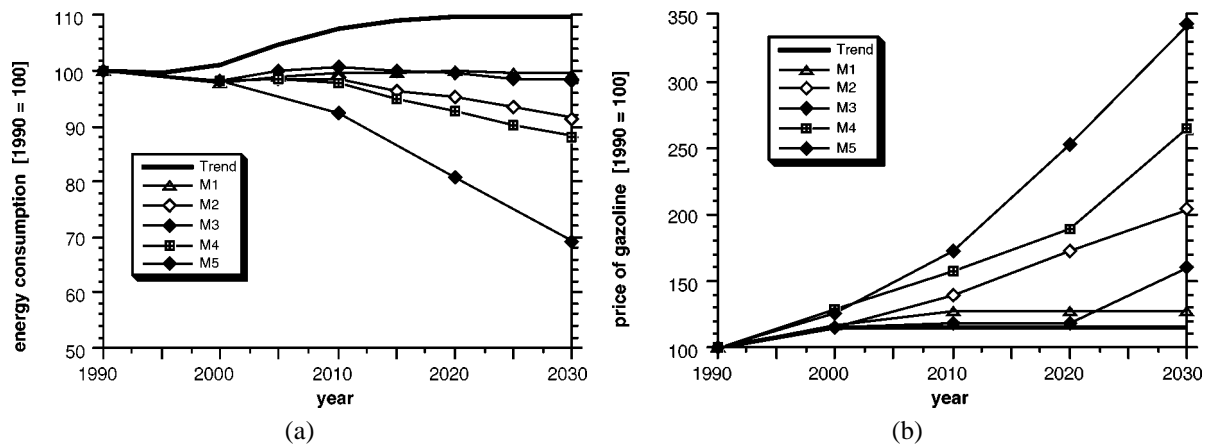 energy consumption [1990 = 100]
110
100
90
80
70
60
50
Trend
M1
M2
M3
M4
M5
1990
2000
2010
2020
2030
year
(a)
price of gazoline [1990 = 100]
350
300
250
200
150
100
Trend
M1
M2
M3
M4
M5
1990
2000
2010
2020
2030
year
(b)